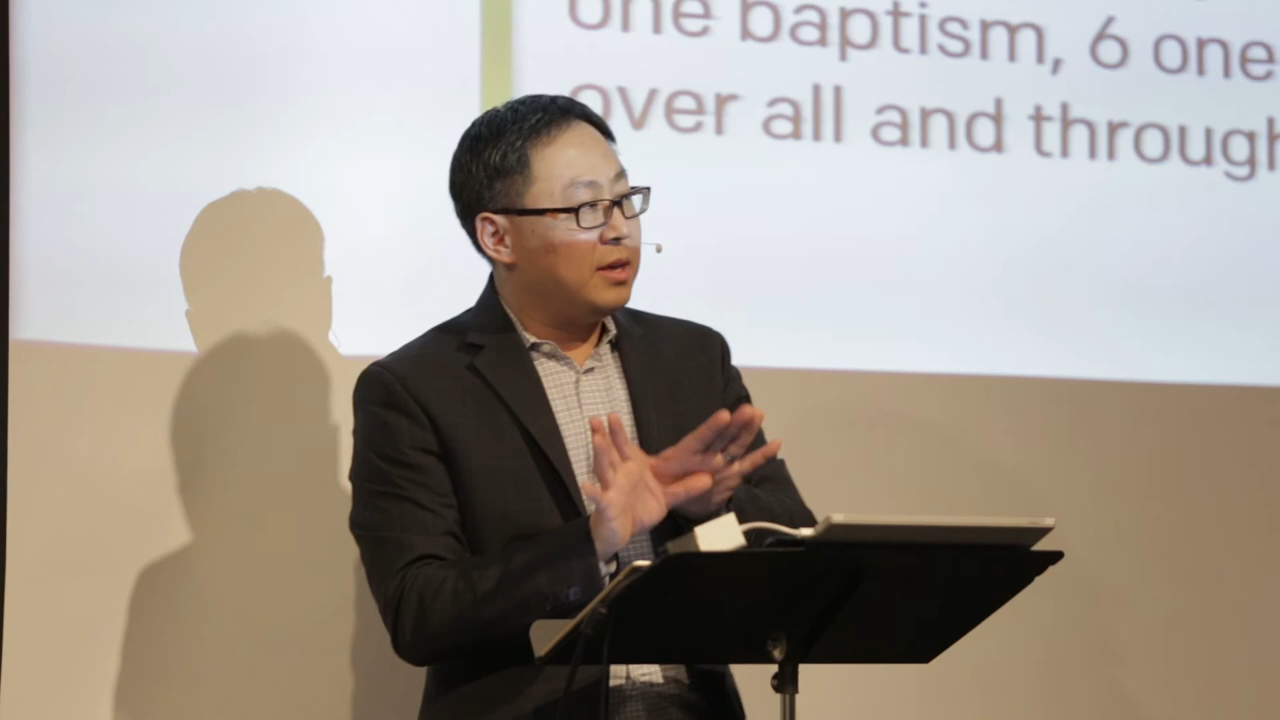 one baptism, 6 one
over all and through